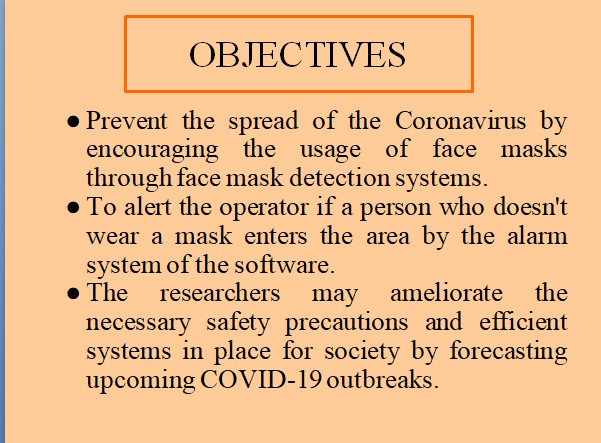 OBJECTIVES
● Prevent the spread of the Coronavirus by
encouraging the usage of face masks
through face mask detection systems.
● To alert the operator if a person who doesn't
wear a mask enters the area by the alarm
system of the software.
● The researchers may ameliorate the
necessary safety precautions and efficient
systems in place for society by forecasting
upcoming COVID-19 outbreaks.